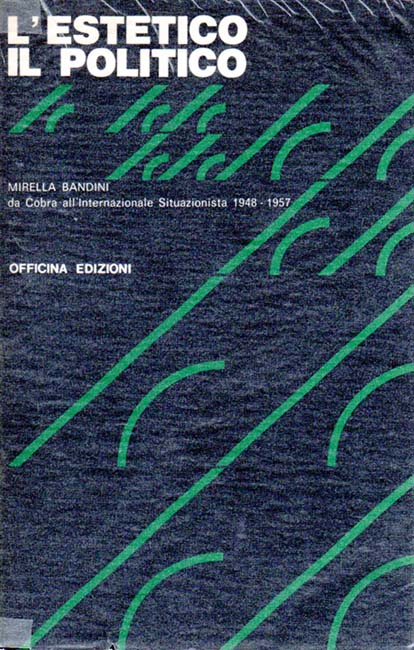 L'ESTETICO
IL POLITICO
MIRELLA BANDINI
da Cobra all'Internazionale Situazionista 1948 - 1957
OFFICINA EDIZIONI